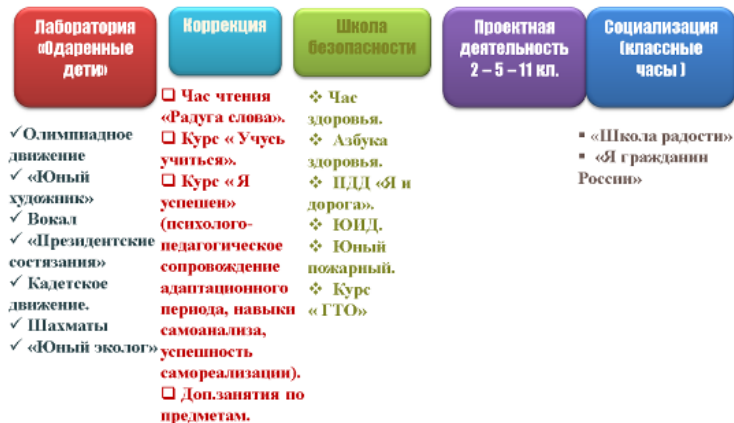 Лаборатория
«Одаренные
дети»
✓Олимпиадное
движение
✓ «Юный
художник»
✓ Вокал
✓ «Президентские
состязания»
✓ Кадетское
движение.
✓ Шахматы
✓ «Юный эколог»
Коррекция
❑ Час чтения
«Радуга слова».
❑ Курс « Учусь
учиться».
❑ Курс « Я
успешен»
(психолого-
педагогическое
сопровождение
адаптационного
периода, навыки
самоанализа,
успешность
самореализации).
❑ Доп.занятия по
предметам.
Школа
безопасности
❖ Час
здоровья.
❖ Азбука
здоровья.
❖ ПДД «Я и
дорога».
❖ ЮИД.
❖ Юный
пожарный.
❖ Курс
« ГТО»
Проектная
деятельность
2 – 5 – 11 кл.
Социализация
(классные
часы )
▪ «Школа радости»
▪ «Я гражданин
России»